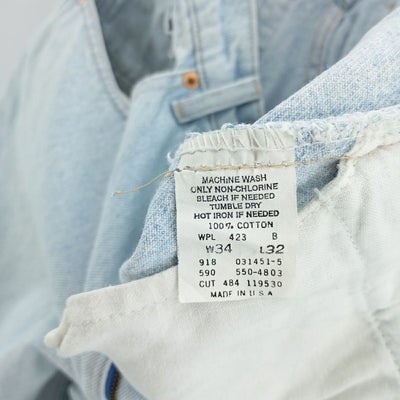 MACHINE WASH
ONLY NON-CHLORINE
BLEACH IF NEEDED
TUMBLE DRY
HOT IRON IF NEEDED
100% COTTON
WPL 423 B
W34 L32
918 031451-5
590 550-4803
CUT 484 119530
MADE IN U.S.A